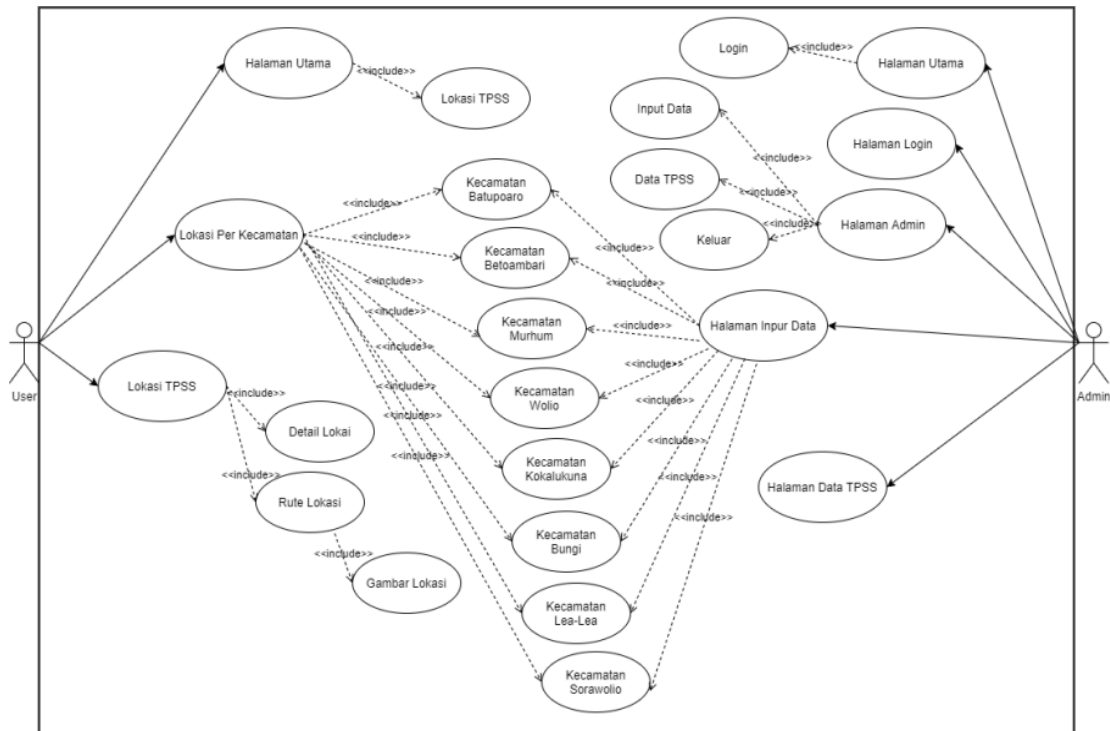 Halaman Utama
<<include>>
Lokasi TPSS
Login
<<include>>
Halaman Utama
Input Data
Halaman Login
<<include>>
Data TPSS
<<include>>
Keluar
<<include>>
Halaman Admin
Lokasi Per Kecamatan
<<include>>
<<include>>
<<include>>
<<include>>
<<include>>
<<include>>
<<include>>
<<include>>
Kecamatan
Batupoaro
Kecamatan
Betoambari
Kecamatan
Murhum
Kecamatan
Wolio
Kecamatan
Kokalukuna
Kecamatan
Bungi
Kecamatan
Lea-Lea
Kecamatan
Sorawolio
<<include>>
<<include>>
<<include>>
<<include>>
<<include>>
<<include>>
<<include>>
<<include>>
Halaman Inpur Data
User
Admin
Lokasi TPSS
<<include>>
Detail Lokai
<<include>>
Rute Lokasi
<<include>>
Gambar Lokasi
Halaman Data TPSS